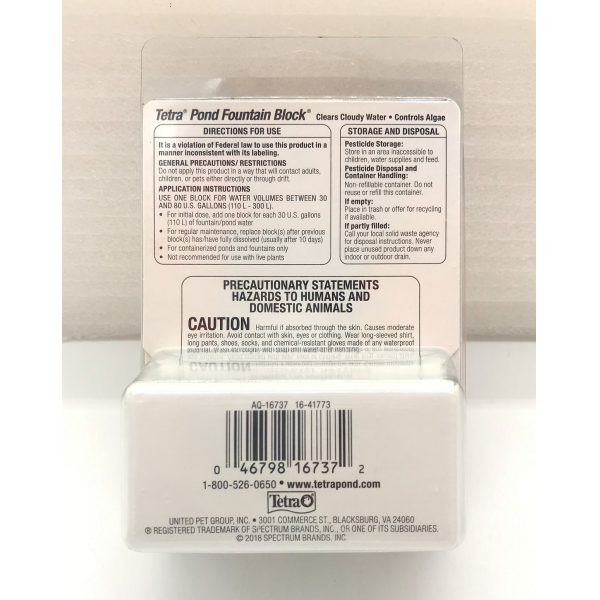 Tetra® Pond Fountain Block® Clears Cloudy Water • Controls Algae
DIRECTIONS FOR USE
It is a violation of Federal law to use this product in a
manner inconsistent with its labeling.
GENERAL PRECAUTIONS/ RESTRICTIONS
Do not apply this product in a way that will contact adults,
children, or pets either directly or through drift.
APPLICATION INSTRUCTIONS
USE ONE BLOCK FOR WATER VOLUMES BETWEEN 30
AND 80 U.S. GALLONS (110 L - 300 L).
• For initial dose, add one block for each 30 U.S. gallons
(110 L) of fountain/pond water
• For regular maintenance, replace block(s) after previous
block(s) has/have fully dissolved (usually after 10 days)
• For containerized ponds and fountains only
• Not recommended for use with live plants
STORAGE AND DISPOSAL
Pesticide Storage:
Store in an area inaccessible to
children, water supplies and feed.
Pesticide Disposal and
Container Handling:
Non-refillable container. Do not
reuse or refill this container.
If empty:
Place in trash or offer for recycling
if available.
If partly filled:
Call your local solid waste agency
for disposal instructions. Never
place unused product down any
indoor or outdoor drain.
PRECAUTIONARY STATEMENTS
HAZARDS TO HUMANS AND
DOMESTIC ANIMALS
CAUTION Harmful if absorbed through the skin. Causes moderate
eye irritation. Avoid contact with skin, eyes or clothing. Wear long-sleeved shirt,
long pants, shoes, socks, and chemical-resistant gloves made of any waterproof
CAUTION
AQ-16737 16-41773
0 46798 16737 2
1-800-526-0650 • www.tetrapond.com
Tetra
UNITED PET GROUP, INC. • 3001 COMMERCE ST., BLACKSBURG, VA 24060
® REGISTERED TRADEMARK OF SPECTRUM BRANDS, INC., OR ONE OF ITS SUBSIDIARIES.
© 2018 SPECTRUM BRANDS, INC.